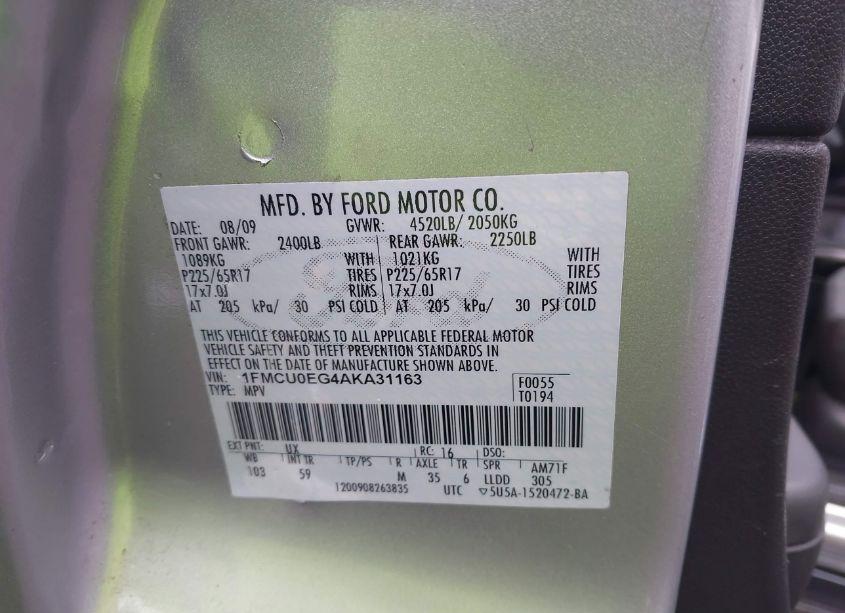 MFD. BY FORD MOTOR CO.
DATE: 08/09 GVWR: 4520LB/ 2050KG
FRONT GAWR: 2400LB REAR GAWR: 2250LB
1089KG WITH 1021KG WITH
P225/65R17 TIRES P225/65R17 TIRES
17x7.0J RIMS 17x7.0J RIMS
AT 205 kPa/ 30 PSI COLD AT 205 kPa/ 30 PSI COLD
THIS VEHICLE CONFORMS TO ALL APPLICABLE FEDERAL MOTOR
VEHICLE SAFETY AND THEFT PREVENTION STANDARDS IN
EFFECT ON THE DATE OF MANUFACTURE SHOWN ABOVE.
VIN: 1FMCU0EG4AKA31163 F0055
TYPE: MPV T0194
EXT PNT: UX RC: 16 DSO:
WB INT TR TP/PS R AXLE TR SPR AM71F
103 59 M 35 6 LLDD 305
1200908263835 UTC ▽5U5A-1520472-BA